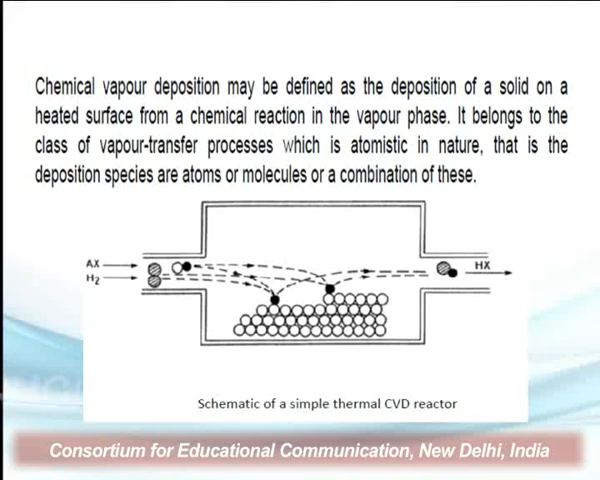 Chemical vapour deposition may be defined as the deposition of a solid on a
heated surface from a chemical reaction in the vapour phase. It belongs to the
class of vapour-transfer processes which is atomistic in nature, that is the
deposition species are atoms or molecules or a combination of these.
AX
H2
HX
Schematic of a simple thermal CVD reactor
Consortium for Educational Communication, New Delhi, India